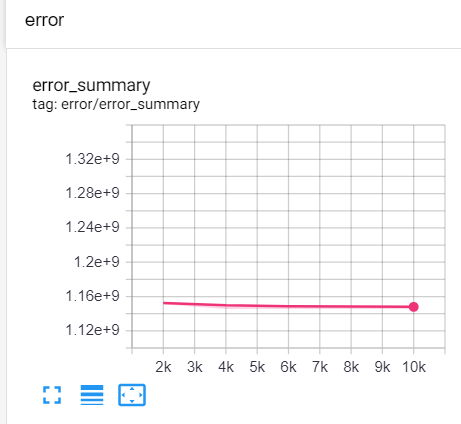 error
error_summary
tag: error/error_summary
1.32e+9
1.28e+9
1.24e+9
1.2e+9
1.16e+9
1.12e+9
2k 3k 4k 5k 6k 7k 8k 9k 10k